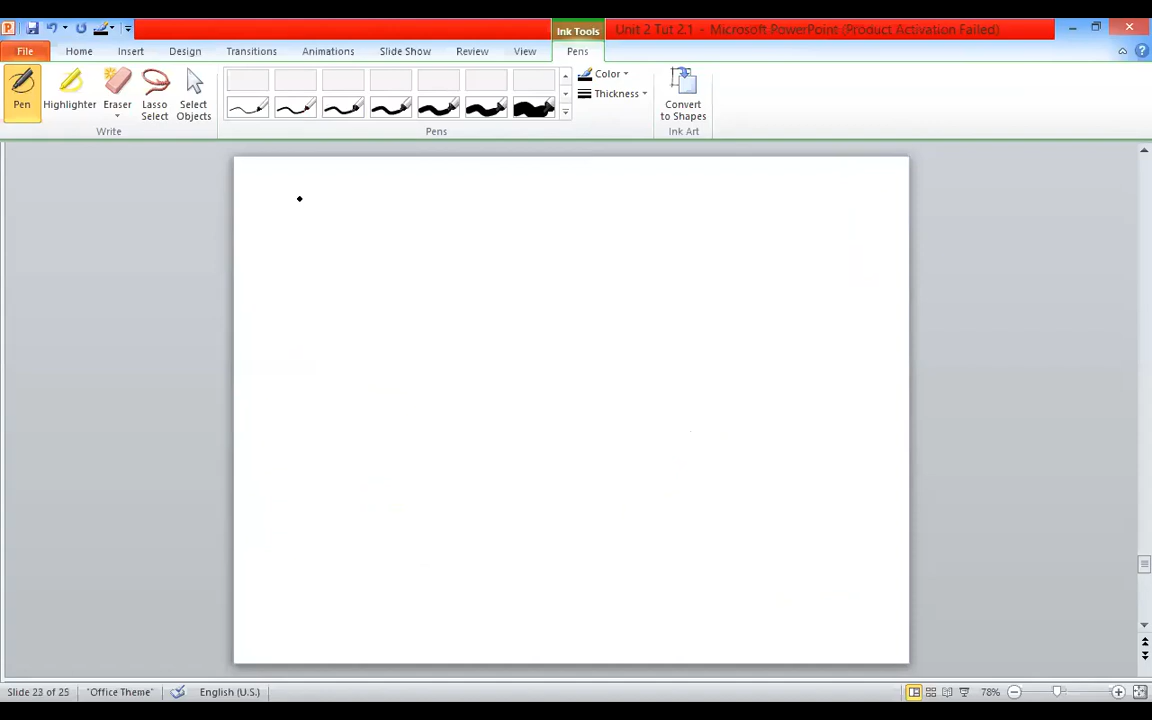 Ink Tools
Unit 2 Tut 2.1 - Microsoft PowerPoint (Product Activation Failed)
File Home Insert Design Transitions Animations Slide Show Review View Pens
Pen Highlighter Eraser Lasso Select Select Objects
Color
Thickness
Convert to Shapes
Write Pens Ink Art
Slide 23 of 25 "Office Theme" English (U.S.) 78%